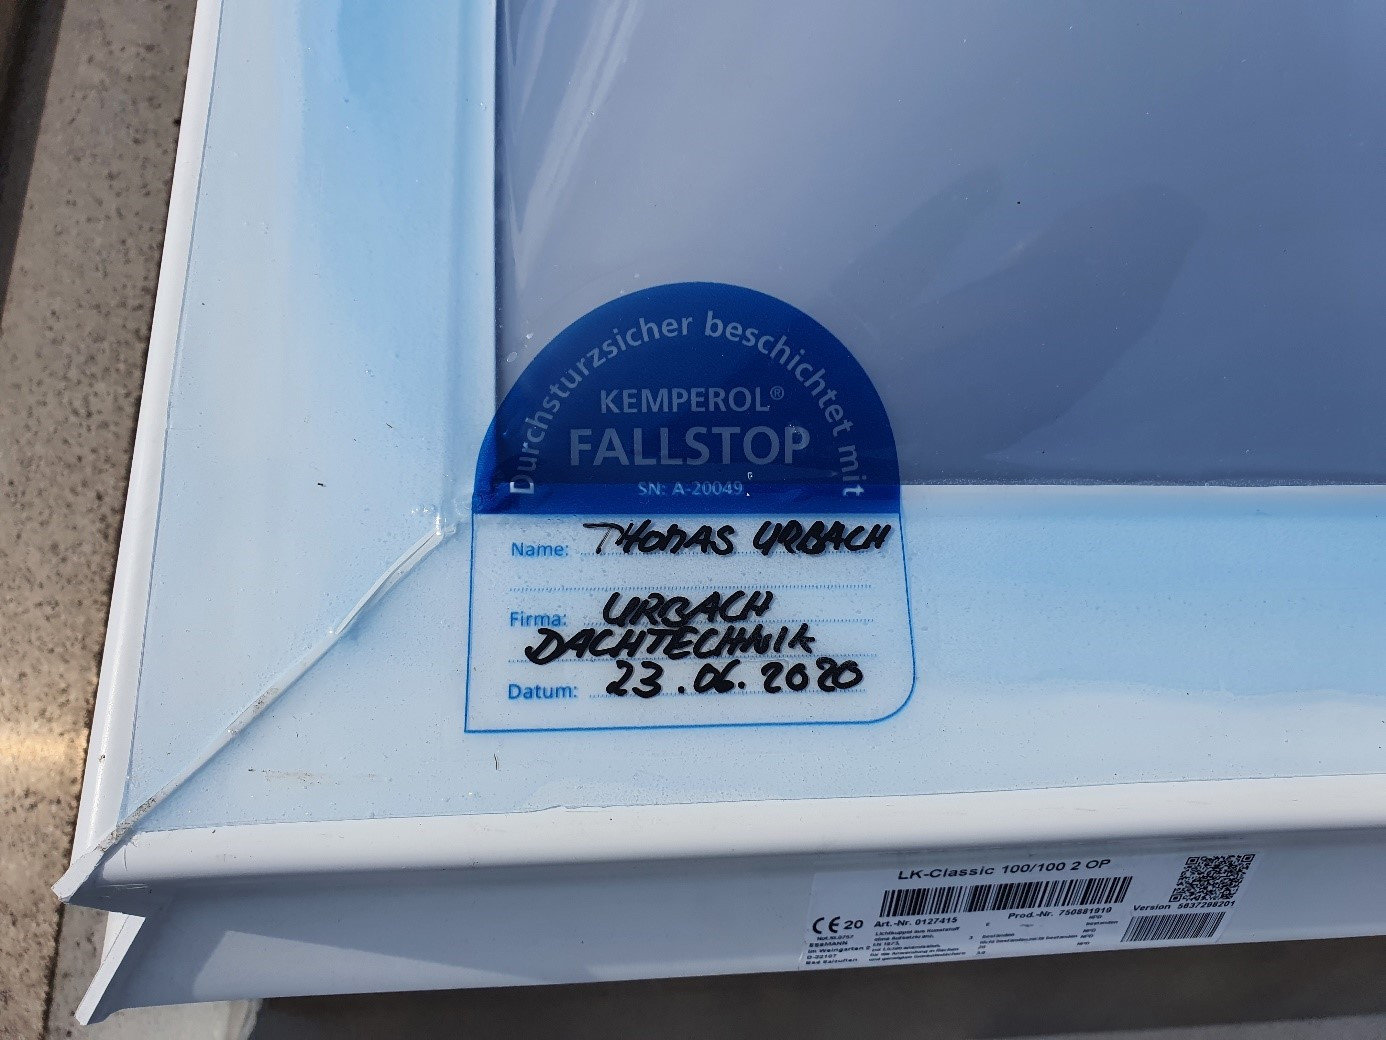 Durchsturzsicher beschichtet mit
KEMPEROL®
FALLSTOP
SN: A-20049
Name: THOMAS URBACH
Firma: URBACH
DACHTECHNIK
Datum: 23.06.2020
LK-Classic 100/100 2 OP
CE 20 Art.-Nr. 0127415 Prod.-Nr. 750881919 Version 5637298201